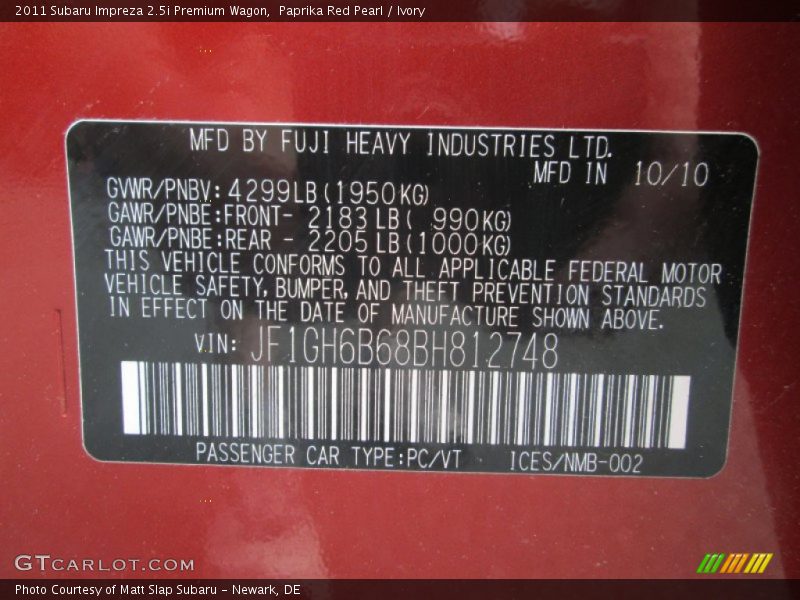 2011 Subaru Impreza 2.5i Premium Wagon,  Paprika Red Pearl / Ivory
MFD BY FUJI HEAVY INDUSTRIES LTD.
MFD IN 10/10
GVWR/PNBV: 4299LB(1950KG)
GAWR/PNBE:FRONT- 2183 LB( 990KG)
GAWR/PNBE:REAR - 2205 LB(1000KG)
THIS VEHICLE CONFORMS TO ALL APPLICABLE FEDERAL MOTOR
VEHICLE SAFETY, BUMPER, AND THEFT PREVENTION STANDARDS
IN EFFECT ON THE DATE OF MANUFACTURE SHOWN ABOVE.
VIN: JF1GH6B68BH812748
PASSENGER CAR TYPE:PC/VT ICES/NMB-002
GTCARLOT.COM
Photo Courtesy of Matt Slap Subaru - Newark, DE